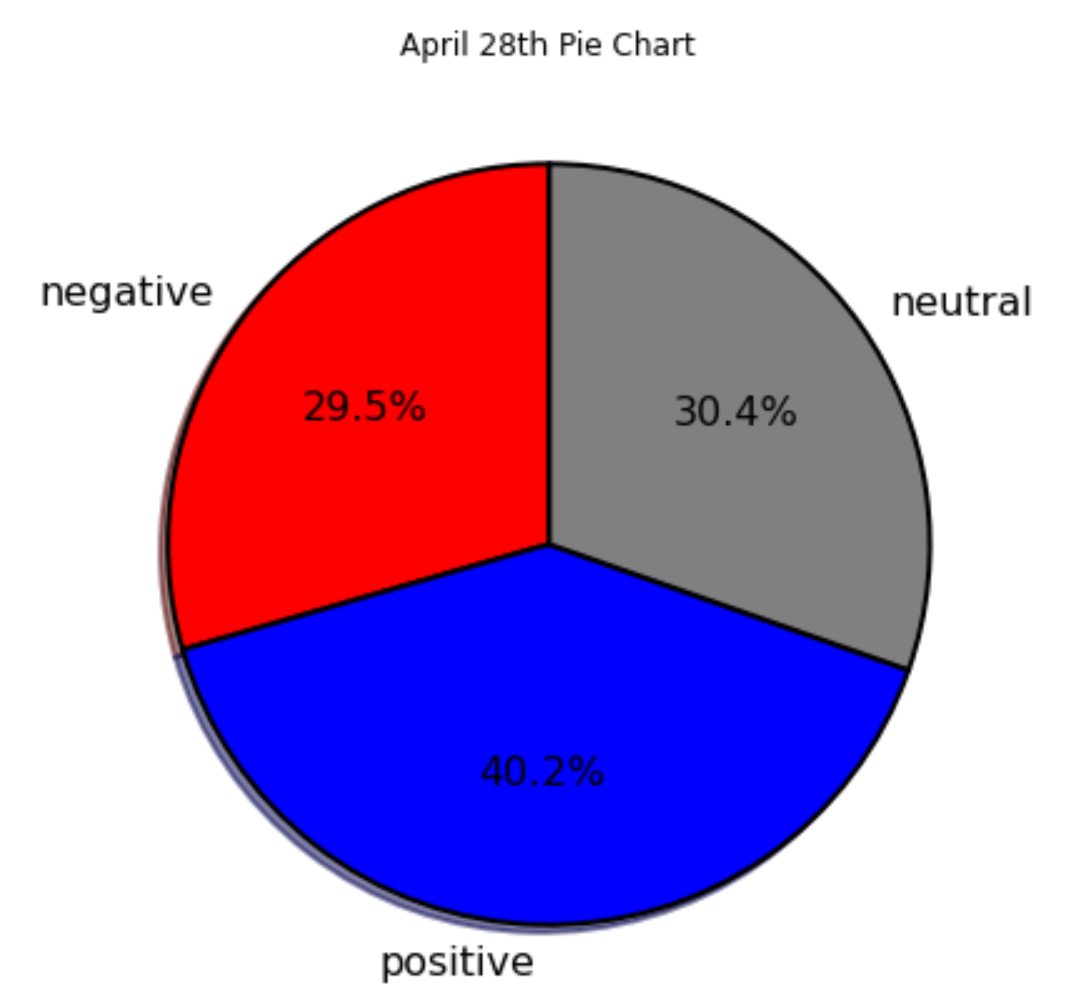 April 28th Pie Chart
negative
neutral
29.5%
30.4%
40.2%
positive